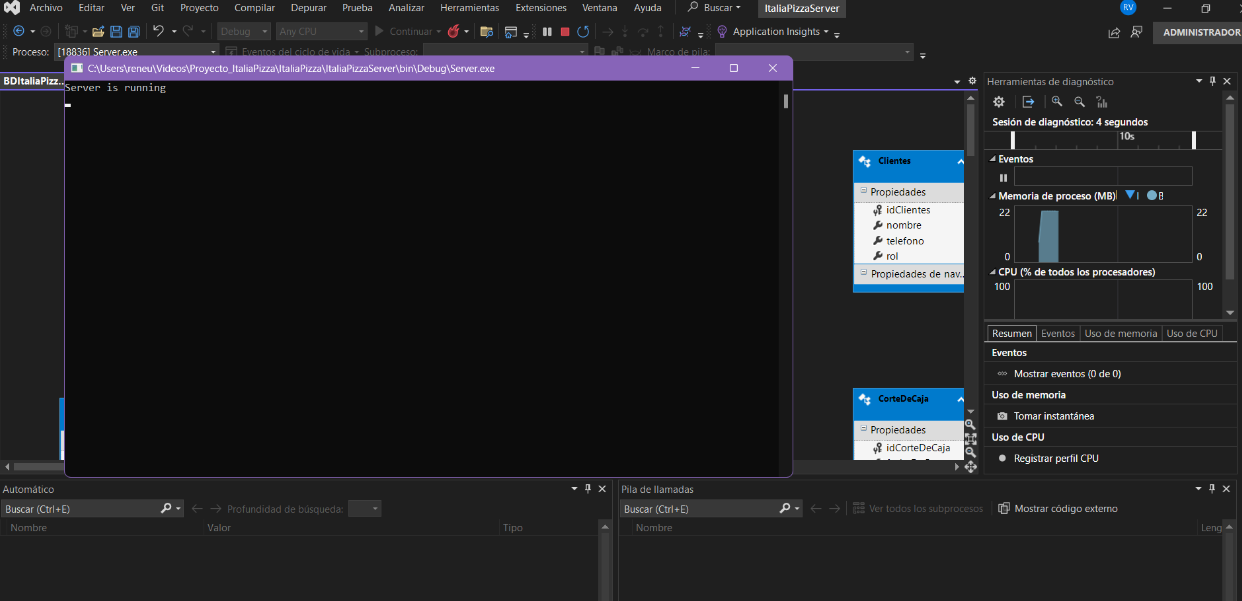 Archivo Editar Ver Git Proyecto Compilar Depurar Prueba Analizar Herramientas Extensiones Ventana Ayuda Buscar ItaliaPizzaServer RV
Debug Any CPU Continuar Application Insights ADMINISTRADOR
Proceso: [18836] Server.exe Eventos del ciclo de vida Subproceso: Marco de pila:
C:\Users\reneu\Videos\Proyecto_ItaliaPizza\ItaliaPizza\ItaliaPizzaServer\bin\Debug\Server.exe
Server is running
BDItaliaPizz...
Clientes
Propiedades
idClientes
nombre
telefono
rol
Propiedades de nav...
CorteDeCaja
Propiedades
idCorteDeCaja
Herramientas de diagnóstico
Sesión de diagnóstico: 4 segundos
10s
Eventos
Memoria de proceso (MB)
22 22
0 0
CPU (% de todos los procesadores)
100 100
Resumen Eventos Uso de memoria Uso de CPU
Eventos
Mostrar eventos (0 de 0)
Uso de memoria
Tomar instantánea
Uso de CPU
Registrar perfil CPU
Automático
Buscar (Ctrl+E) Profundidad de búsqueda:
Nombre Valor Tipo
Pila de llamadas
Buscar (Ctrl+E) Ver todos los subprocesos Mostrar código externo
Nombre Leng